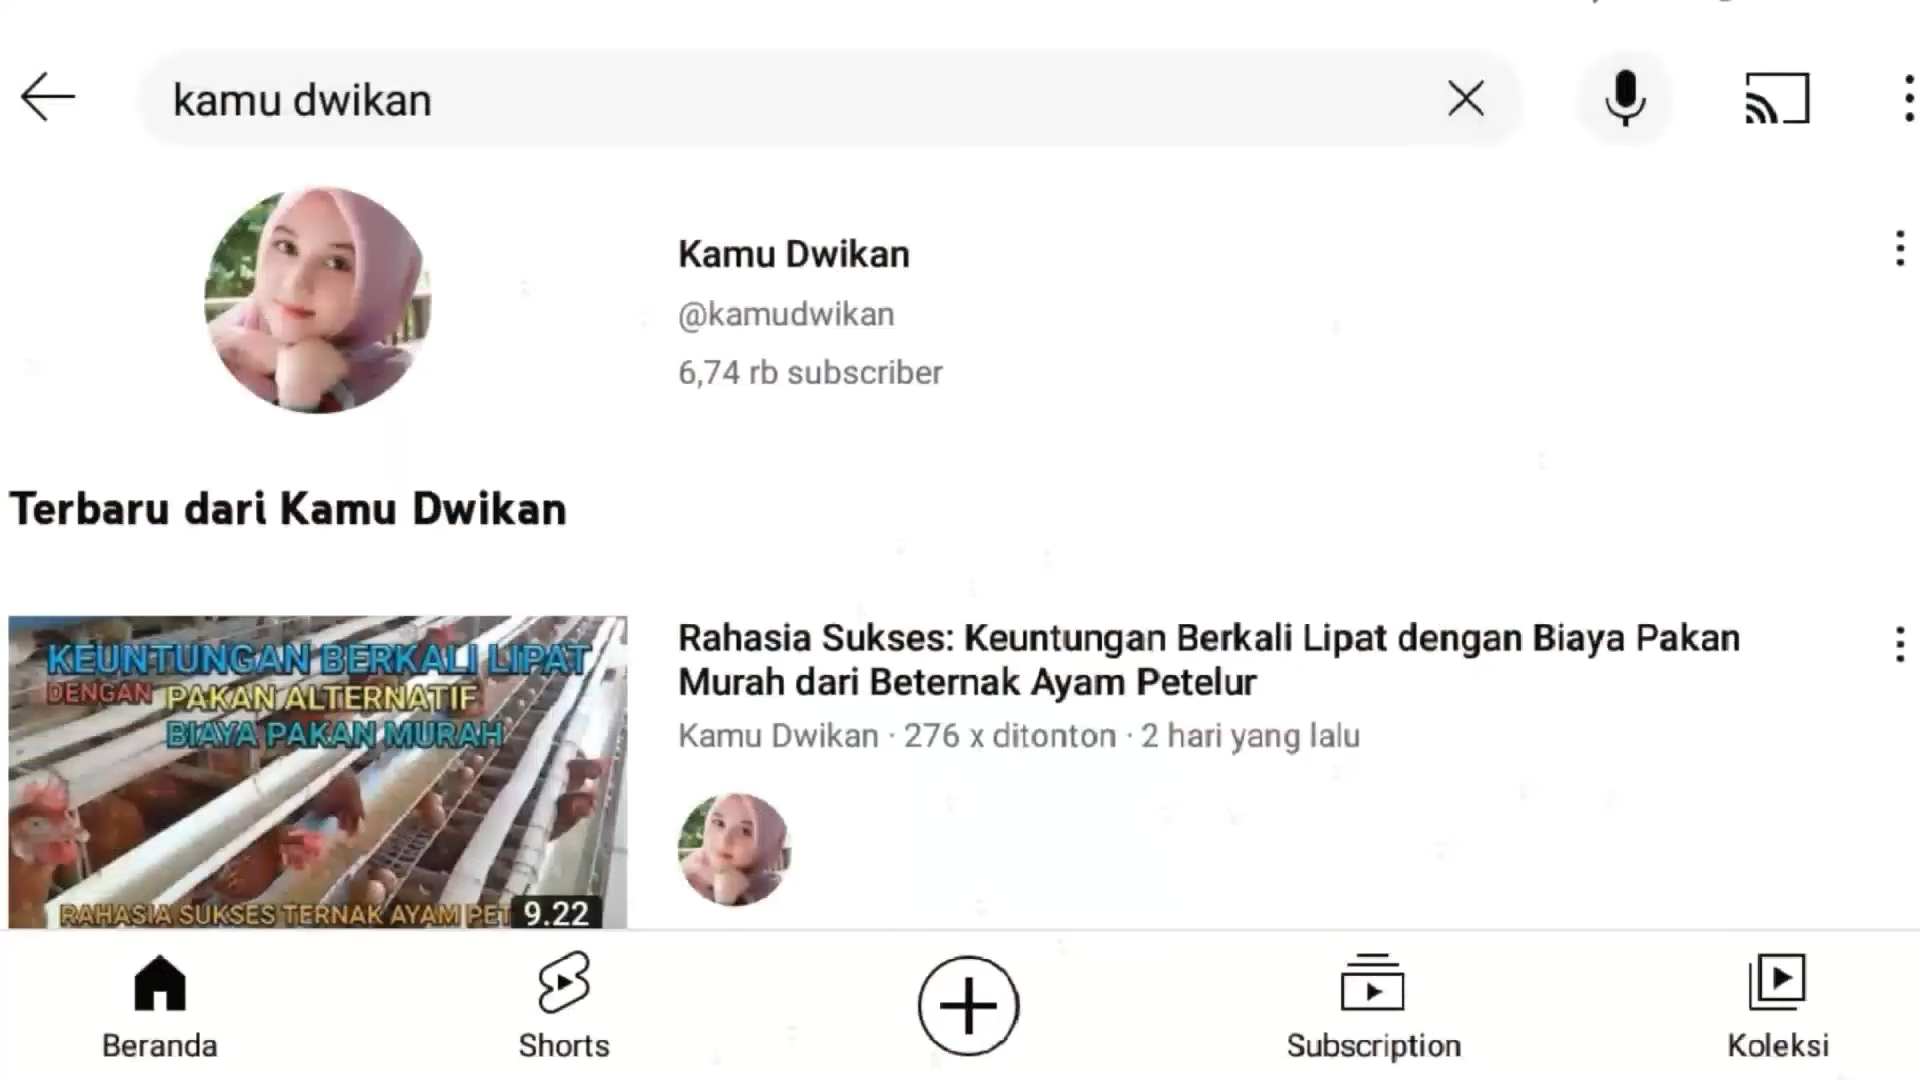 kamu dwikan
Kamu Dwikan
@kamudwikan
6,74 rb subscriber
Terbaru dari Kamu Dwikan
KEUNTUNGAN BERKALI LIPAT
DENGAN PAKAN ALTERNATIF
BIAYA PAKAN MURAH
RAHASIA SUKSES TERNAK AYAM PET
9.22
Rahasia Sukses: Keuntungan Berkali Lipat dengan Biaya Pakan
Murah dari Beternak Ayam Petelur
Kamu Dwikan · 276 x ditonton · 2 hari yang lalu
Beranda
Shorts
Subscription
Koleksi